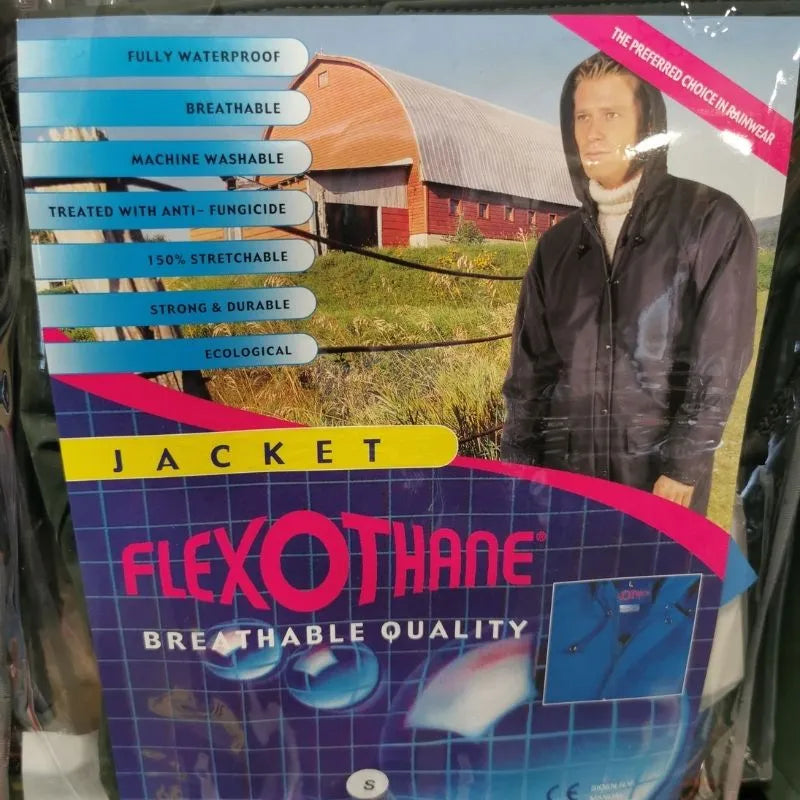 THE PREFERRED CHOICE IN RAINWEAR
FULLY WATERPROOF
BREATHABLE
MACHINE WASHABLE
TREATED WITH ANTI- FUNGICIDE
150% STRETCHABLE
STRONG & DURABLE
ECOLOGICAL
JACKET
FLEXOTHANE®
BREATHABLE QUALITY
L
S
CE